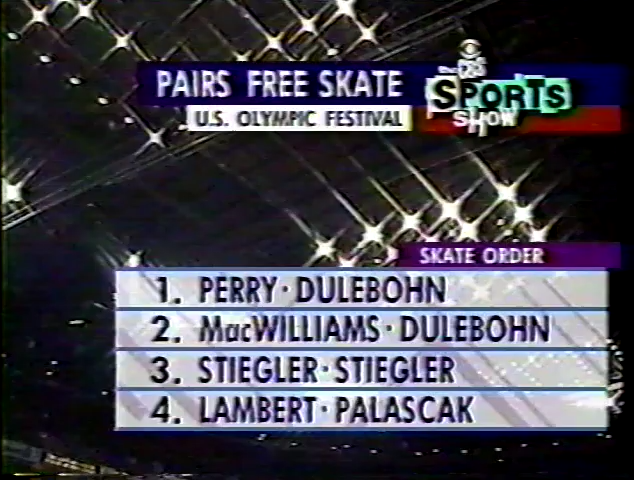 PAIRS FREE SKATE
U.S. OLYMPIC FESTIVAL
SPORTS
SHOW
SKATE ORDER
1. PERRY · DULEBOHN
2. MacWILLIAMS · DULEBOHN
3. STIEGLER · STIEGLER
4. LAMBERT · PALASCAK